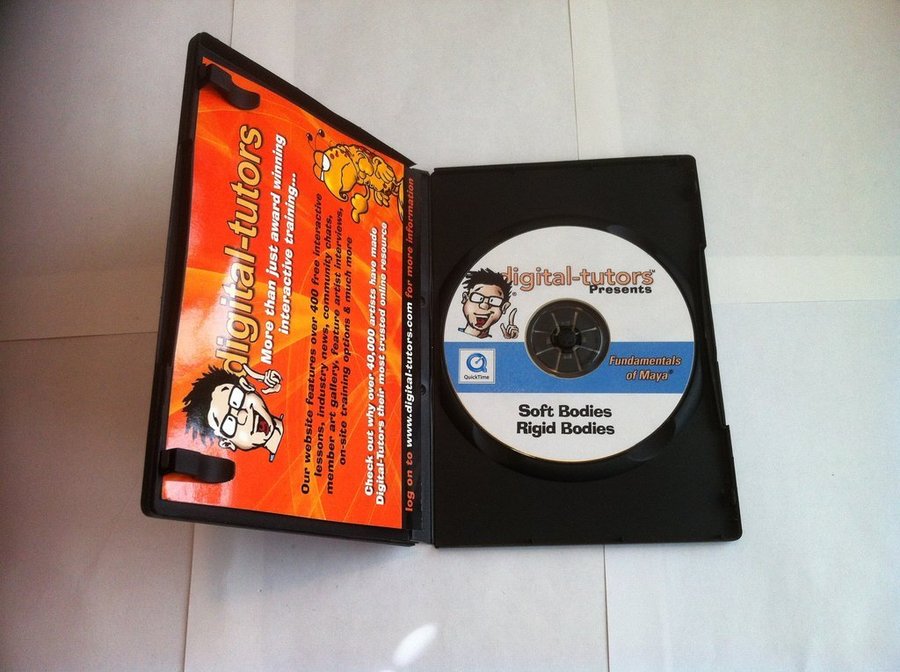 digital-tutors
More than just award winning
interactive training...
Our website features over 400 free interactive
lessons, industry news, community chats,
member art gallery, feature artist interviews,
on-site training options & much more
Check out why over 40,000 artists have made
Digital-Tutors their most trusted online resource
log on to www.digital-tutors.com for more information
digital-tutors™
Presents
QuickTime
Fundamentals
of Maya®
Soft Bodies
Rigid Bodies